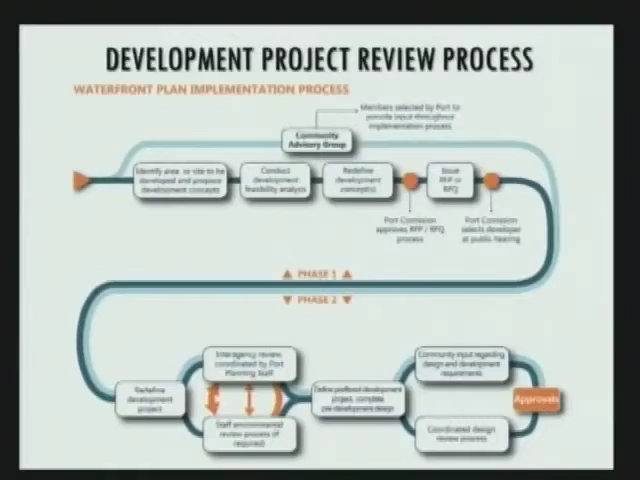 DEVELOPMENT PROJECT REVIEW PROCESS
WATERFRONT PLAN IMPLEMENTATION PROCESS
Members selected by Port to
provide input throughout
implementation process
Community
Advisory Group
Identify area or site to be
developed and propose
development concepts
Conduct
development
feasibility analysis
Redefine
development
concept(s)
Issue
RFP or
RFQ
Port Comission
approves RFP / RFQ
process
Port Comission
selects developer
at public hearing
PHASE 1
PHASE 2
Redefine
development
project
Interagency review,
coordinated by Port
Planning Staff
Staff environmental
review process (if
required)
Define preffered development
project, complete
pre-development design
Community input regarding
design and development
requirements
Coordinated design
review process
Approvals